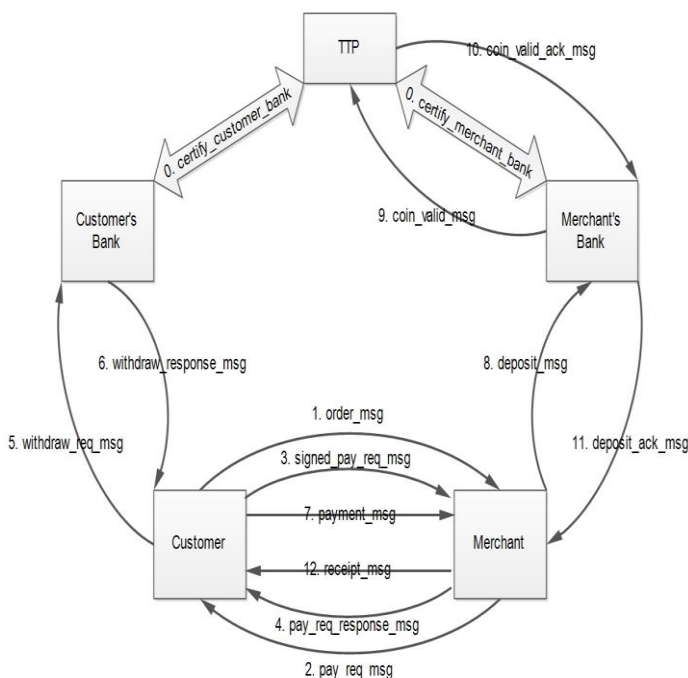 TTP
10. coin_valid_ack_msg
0. certify_customer_bank
0. certify_merchant_bank
Customer's
Bank
9. coin_valid_msg
Merchant's
Bank
6. withdraw_response_msg
8. deposit_msg
5. withdraw_req_msg
1. order_msg
11. deposit_ack_msg
3. signed_pay_req_msg
7. payment_msg
Customer
Merchant
12. receipt_msg
4. pay_req_response_msg
2. pay_req_msg